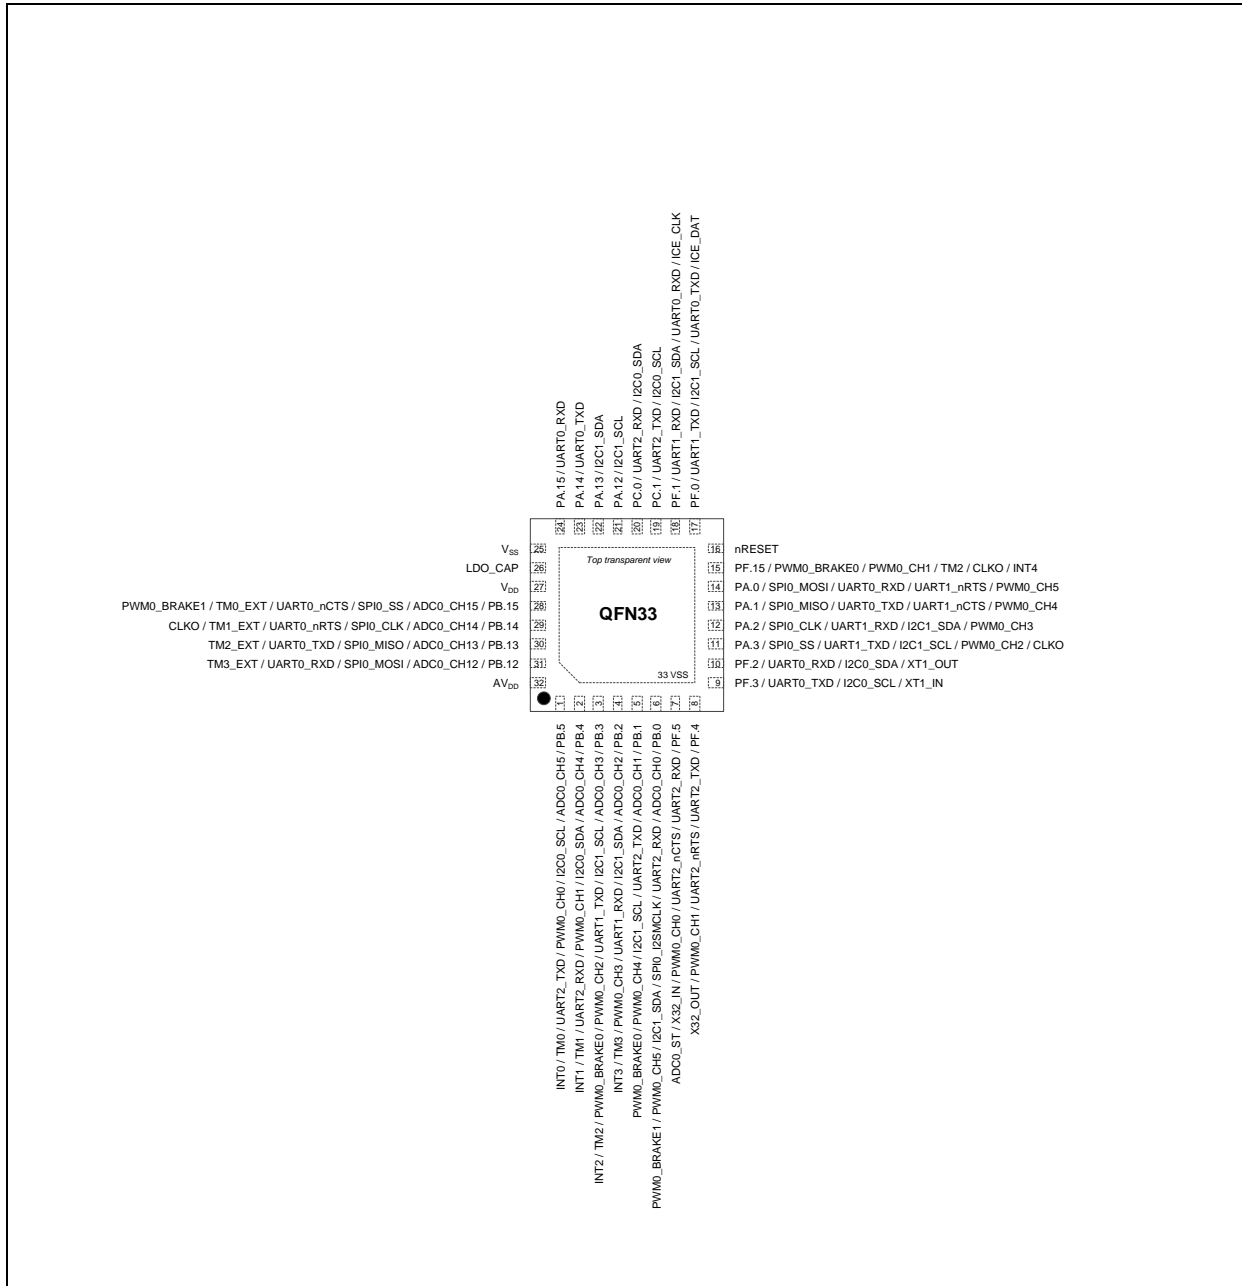 PA.15 / UART0_RXD
PA.14 / UART0_TXD
PA.13 / I2C1_SDA
PA.12 / I2C1_SCL
PC.0 / UART2_RXD / I2C0_SDA
PC.1 / UART2_TXD / I2C0_SCL
PF.1 / UART1_RXD / I2C1_SDA / UART0_RXD / ICE_CLK
PF.0 / UART1_TXD / I2C1_SCL / UART0_TXD / ICE_DAT
24
23
22
21
20
19
18
17
VSS 25
LDO_CAP 26
VDD 27
PWM0_BRAKE1 / TM0_EXT / UART0_nCTS / SPI0_SS / ADC0_CH15 / PB.15 28
CLKO / TM1_EXT / UART0_nRTS / SPI0_CLK / ADC0_CH14 / PB.14 29
TM2_EXT / UART0_TXD / SPI0_MISO / ADC0_CH13 / PB.13 30
TM3_EXT / UART0_RXD / SPI0_MOSI / ADC0_CH12 / PB.12 31
AVDD 32
Top transparent view
QFN33
33 VSS
16 nRESET
15 PF.15 / PWM0_BRAKE0 / PWM0_CH1 / TM2 / CLKO / INT4
14 PA.0 / SPI0_MOSI / UART0_RXD / UART1_nRTS / PWM0_CH5
13 PA.1 / SPI0_MISO / UART0_TXD / UART1_nCTS / PWM0_CH4
12 PA.2 / SPI0_CLK / UART1_RXD / I2C1_SDA / PWM0_CH3
11 PA.3 / SPI0_SS / UART1_TXD / I2C1_SCL / PWM0_CH2 / CLKO
10 PF.2 / UART0_RXD / I2C0_SDA / XT1_OUT
9 PF.3 / UART0_TXD / I2C0_SCL / XT1_IN
1
2
3
4
5
6
7
8
INT0 / TM0 / UART2_TXD / PWM0_CH0 / I2C0_SCL / ADC0_CH5 / PB.5
INT1 / TM1 / UART2_RXD / PWM0_CH1 / I2C0_SDA / ADC0_CH4 / PB.4
INT2 / TM2 / PWM0_BRAKE0 / PWM0_CH2 / UART1_TXD / I2C1_SCL / ADC0_CH3 / PB.3
INT3 / TM3 / PWM0_CH3 / UART1_RXD / I2C1_SDA / ADC0_CH2 / PB.2
PWM0_BRAKE0 / PWM0_CH4 / I2C1_SCL / UART2_TXD / ADC0_CH1 / PB.1
PWM0_BRAKE1 / PWM0_CH5 / I2C1_SDA / SPI0_I2SMCLK / UART2_RXD / ADC0_CH0 / PB.0
ADC0_ST / X32_IN / PWM0_CH0 / UART2_nCTS / UART2_RXD / PF.5
X32_OUT / PWM0_CH1 / UART2_nRTS / UART2_TXD / PF.4